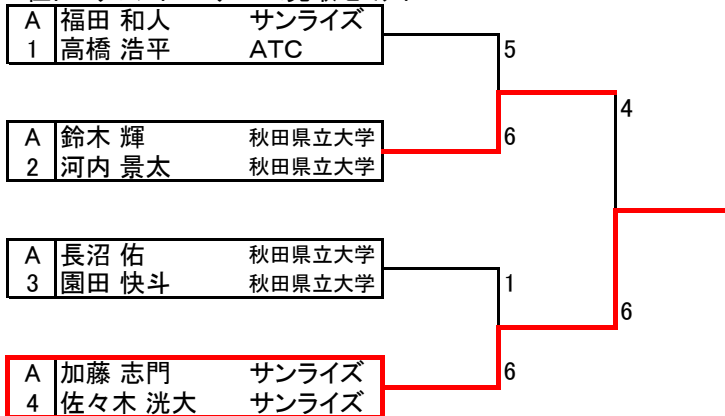 A 福田 和人 サンライズ
1 高橋 浩平 ATC
5
4
A 鈴木 輝 秋田県立大学
6
2 河内 景太 秋田県立大学
A 長沼 佑 秋田県立大学
3 園田 快斗 秋田県立大学
1
6
A 加藤 志門 サンライズ
6
4 佐々木 洸大 サンライズ